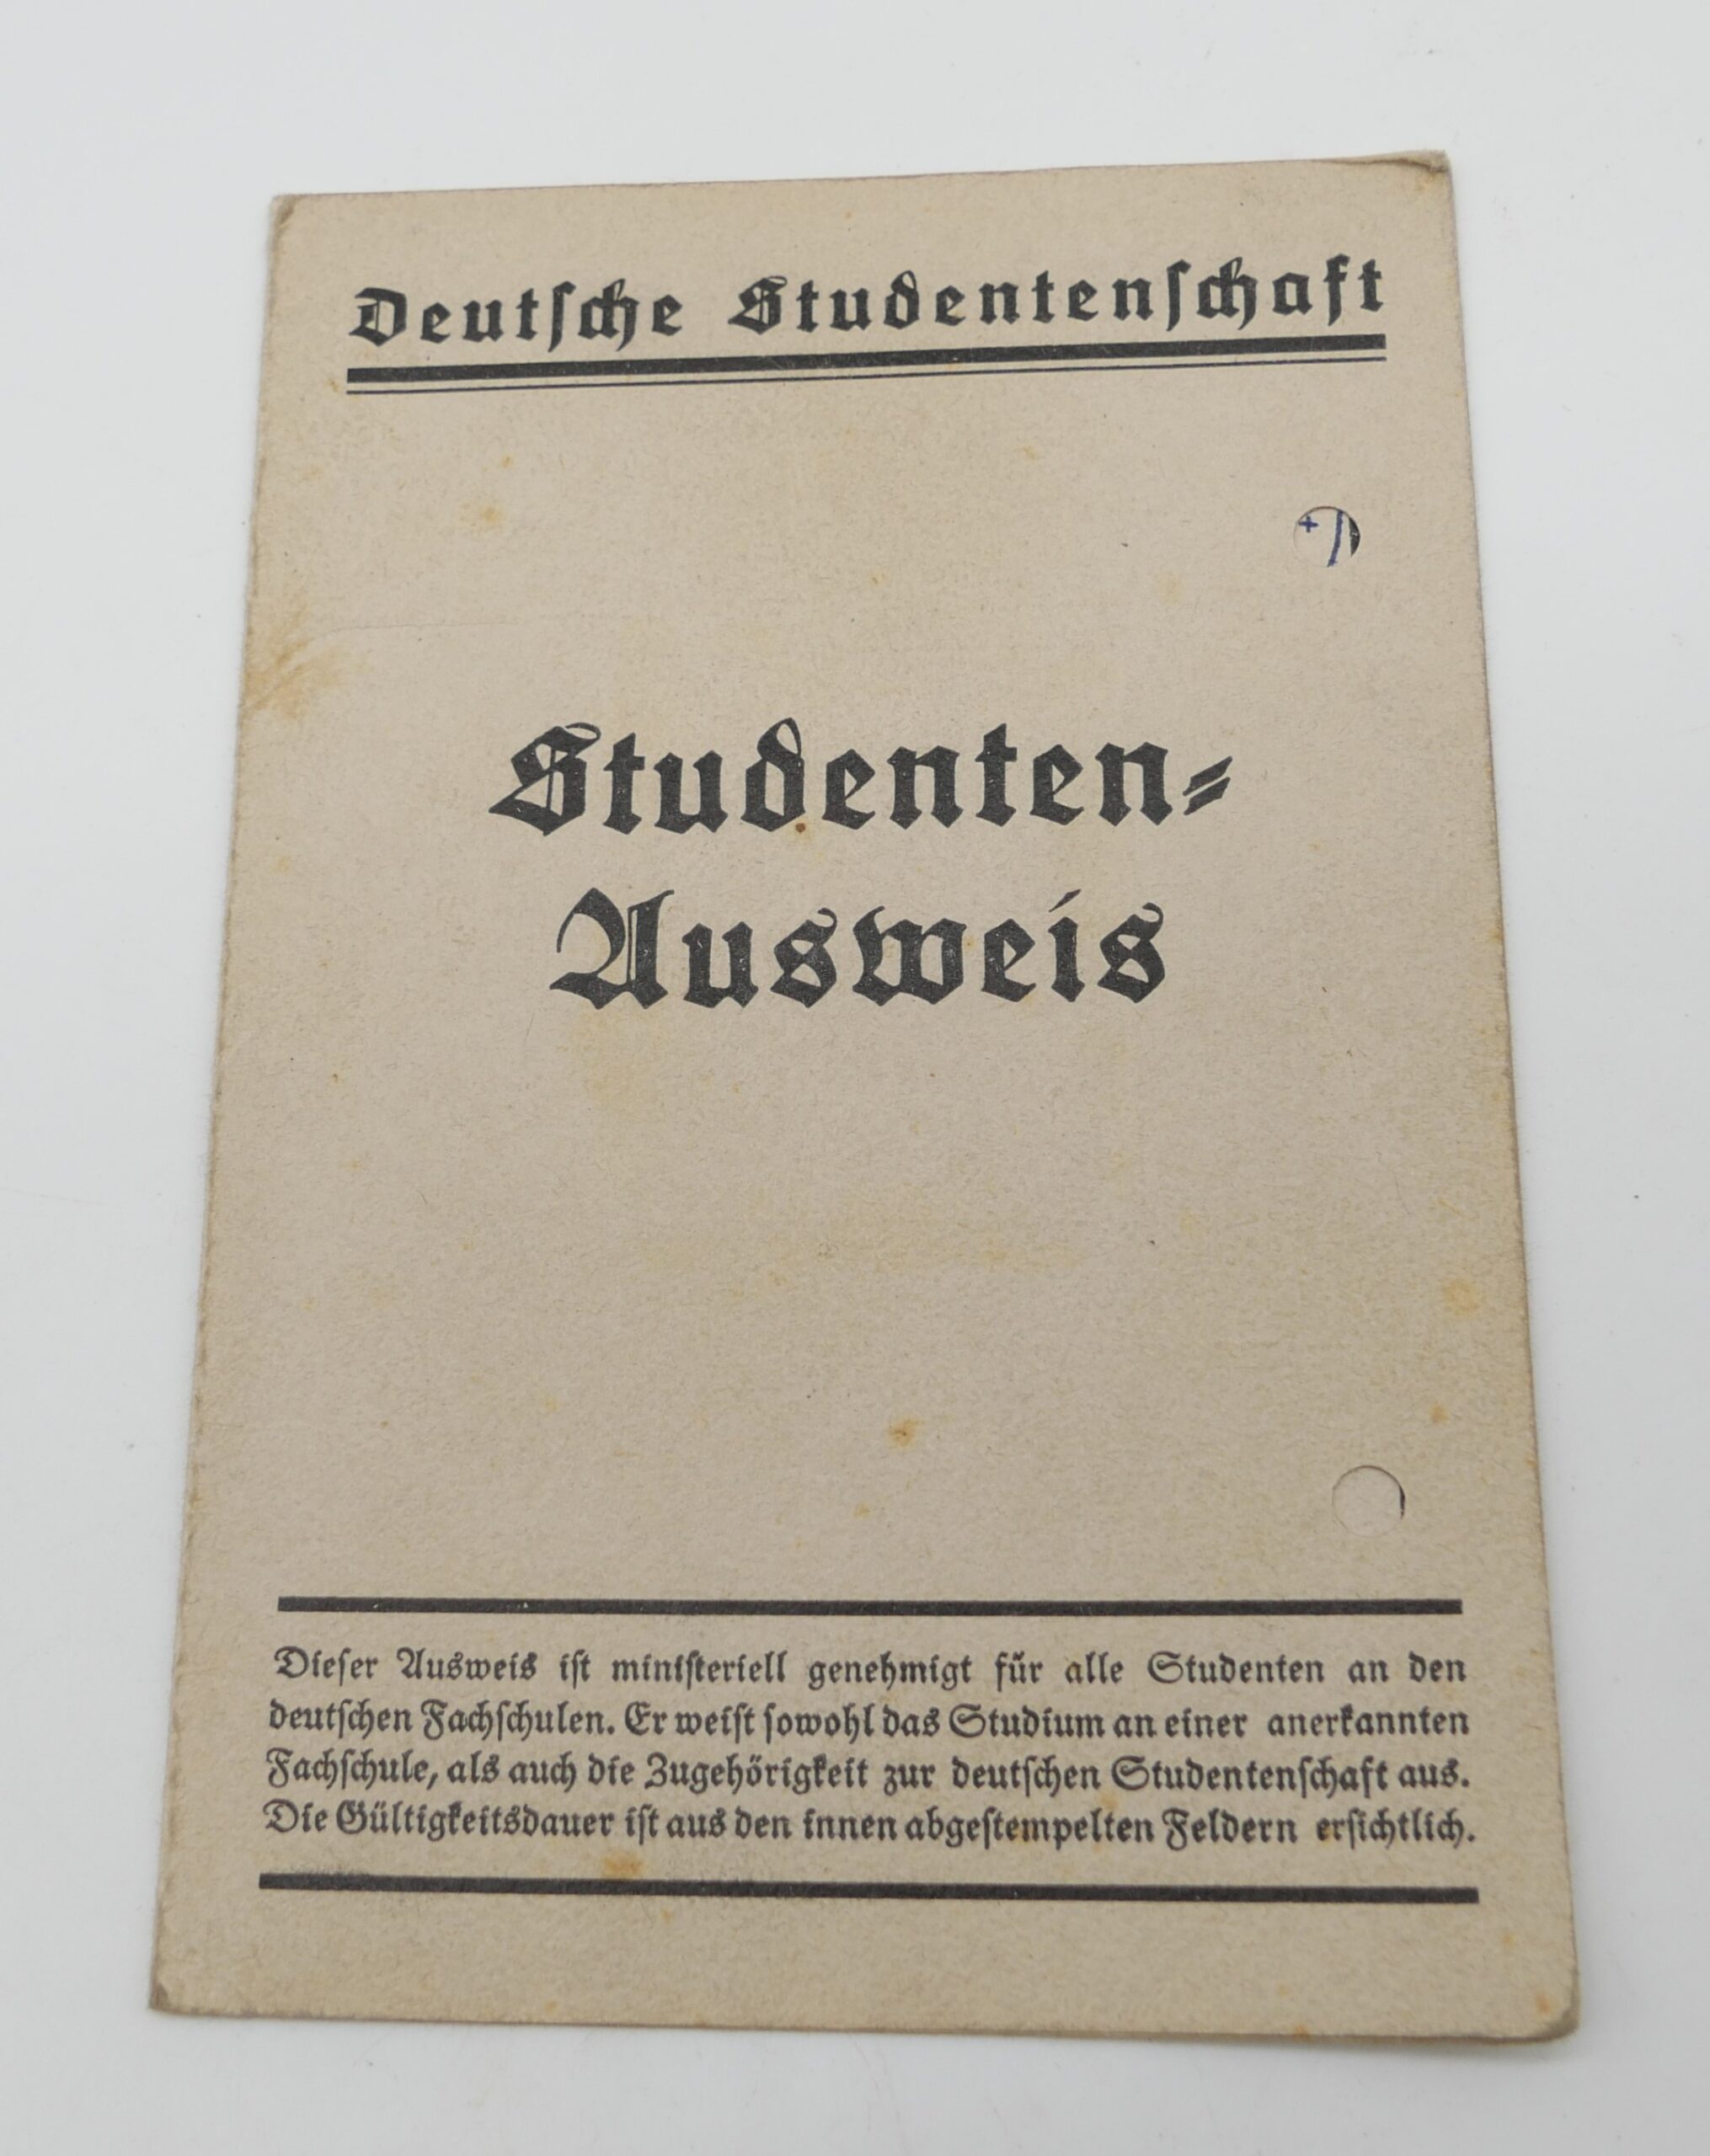 Deutſche Studentenſchaft
Studenten⸗
Ausweis
Dieſer Ausweis iſt miniſteriell genehmigt für alle Studenten an den
deutſchen Fachſchulen. Er weiſt ſowohl das Studium an einer anerkannten
Fachſchule, als auch die Zugehörigkeit zur deutſchen Studentenſchaft aus.
Die Gültigkeitsdauer iſt aus den innen abgeſtempelten Feldern erſichtlich.